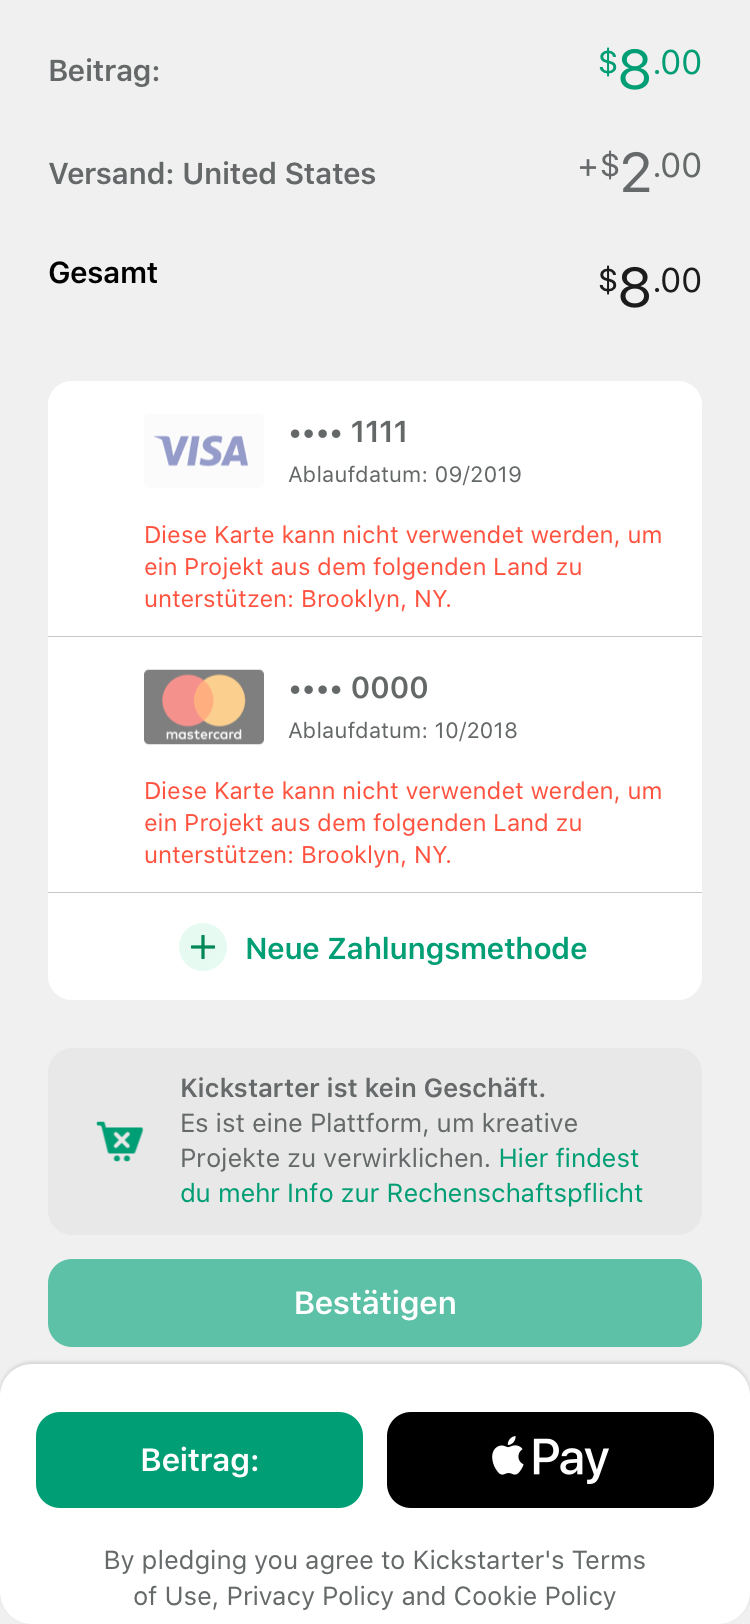 Beitrag: $8.00
Versand: United States +$2.00
Gesamt $8.00
VISA •••• 1111
Ablaufdatum: 09/2019
Diese Karte kann nicht verwendet werden, um
ein Projekt aus dem folgenden Land zu
unterstützen: Brooklyn, NY.
•••• 0000
mastercard Ablaufdatum: 10/2018
Diese Karte kann nicht verwendet werden, um
ein Projekt aus dem folgenden Land zu
unterstützen: Brooklyn, NY.
+ Neue Zahlungsmethode
Kickstarter ist kein Geschäft.
Es ist eine Plattform, um kreative
Projekte zu verwirklichen. Hier findest
du mehr Info zur Rechenschaftspflicht
Bestätigen
Beitrag: Pay
By pledging you agree to Kickstarter's Terms
of Use, Privacy Policy and Cookie Policy